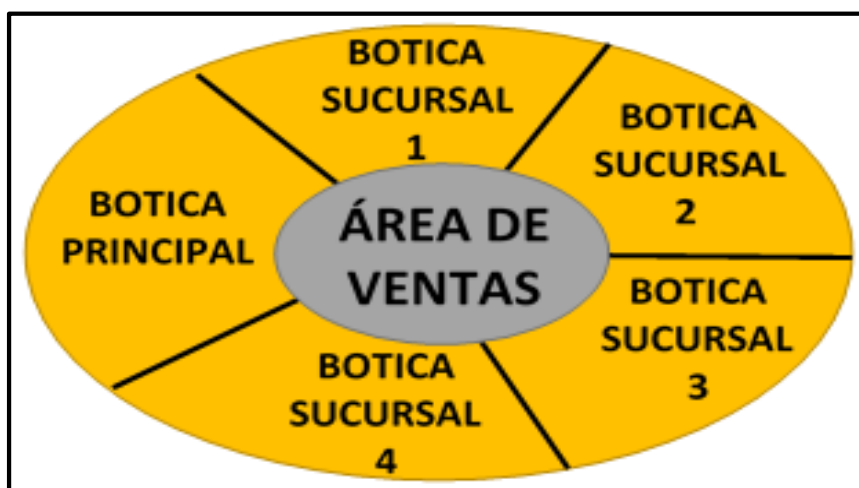 BOTICA
SUCURSAL
1
BOTICA
SUCURSAL
2
BOTICA
PRINCIPAL
ÁREA DE
VENTAS
BOTICA
SUCURSAL
3
BOTICA
SUCURSAL
4